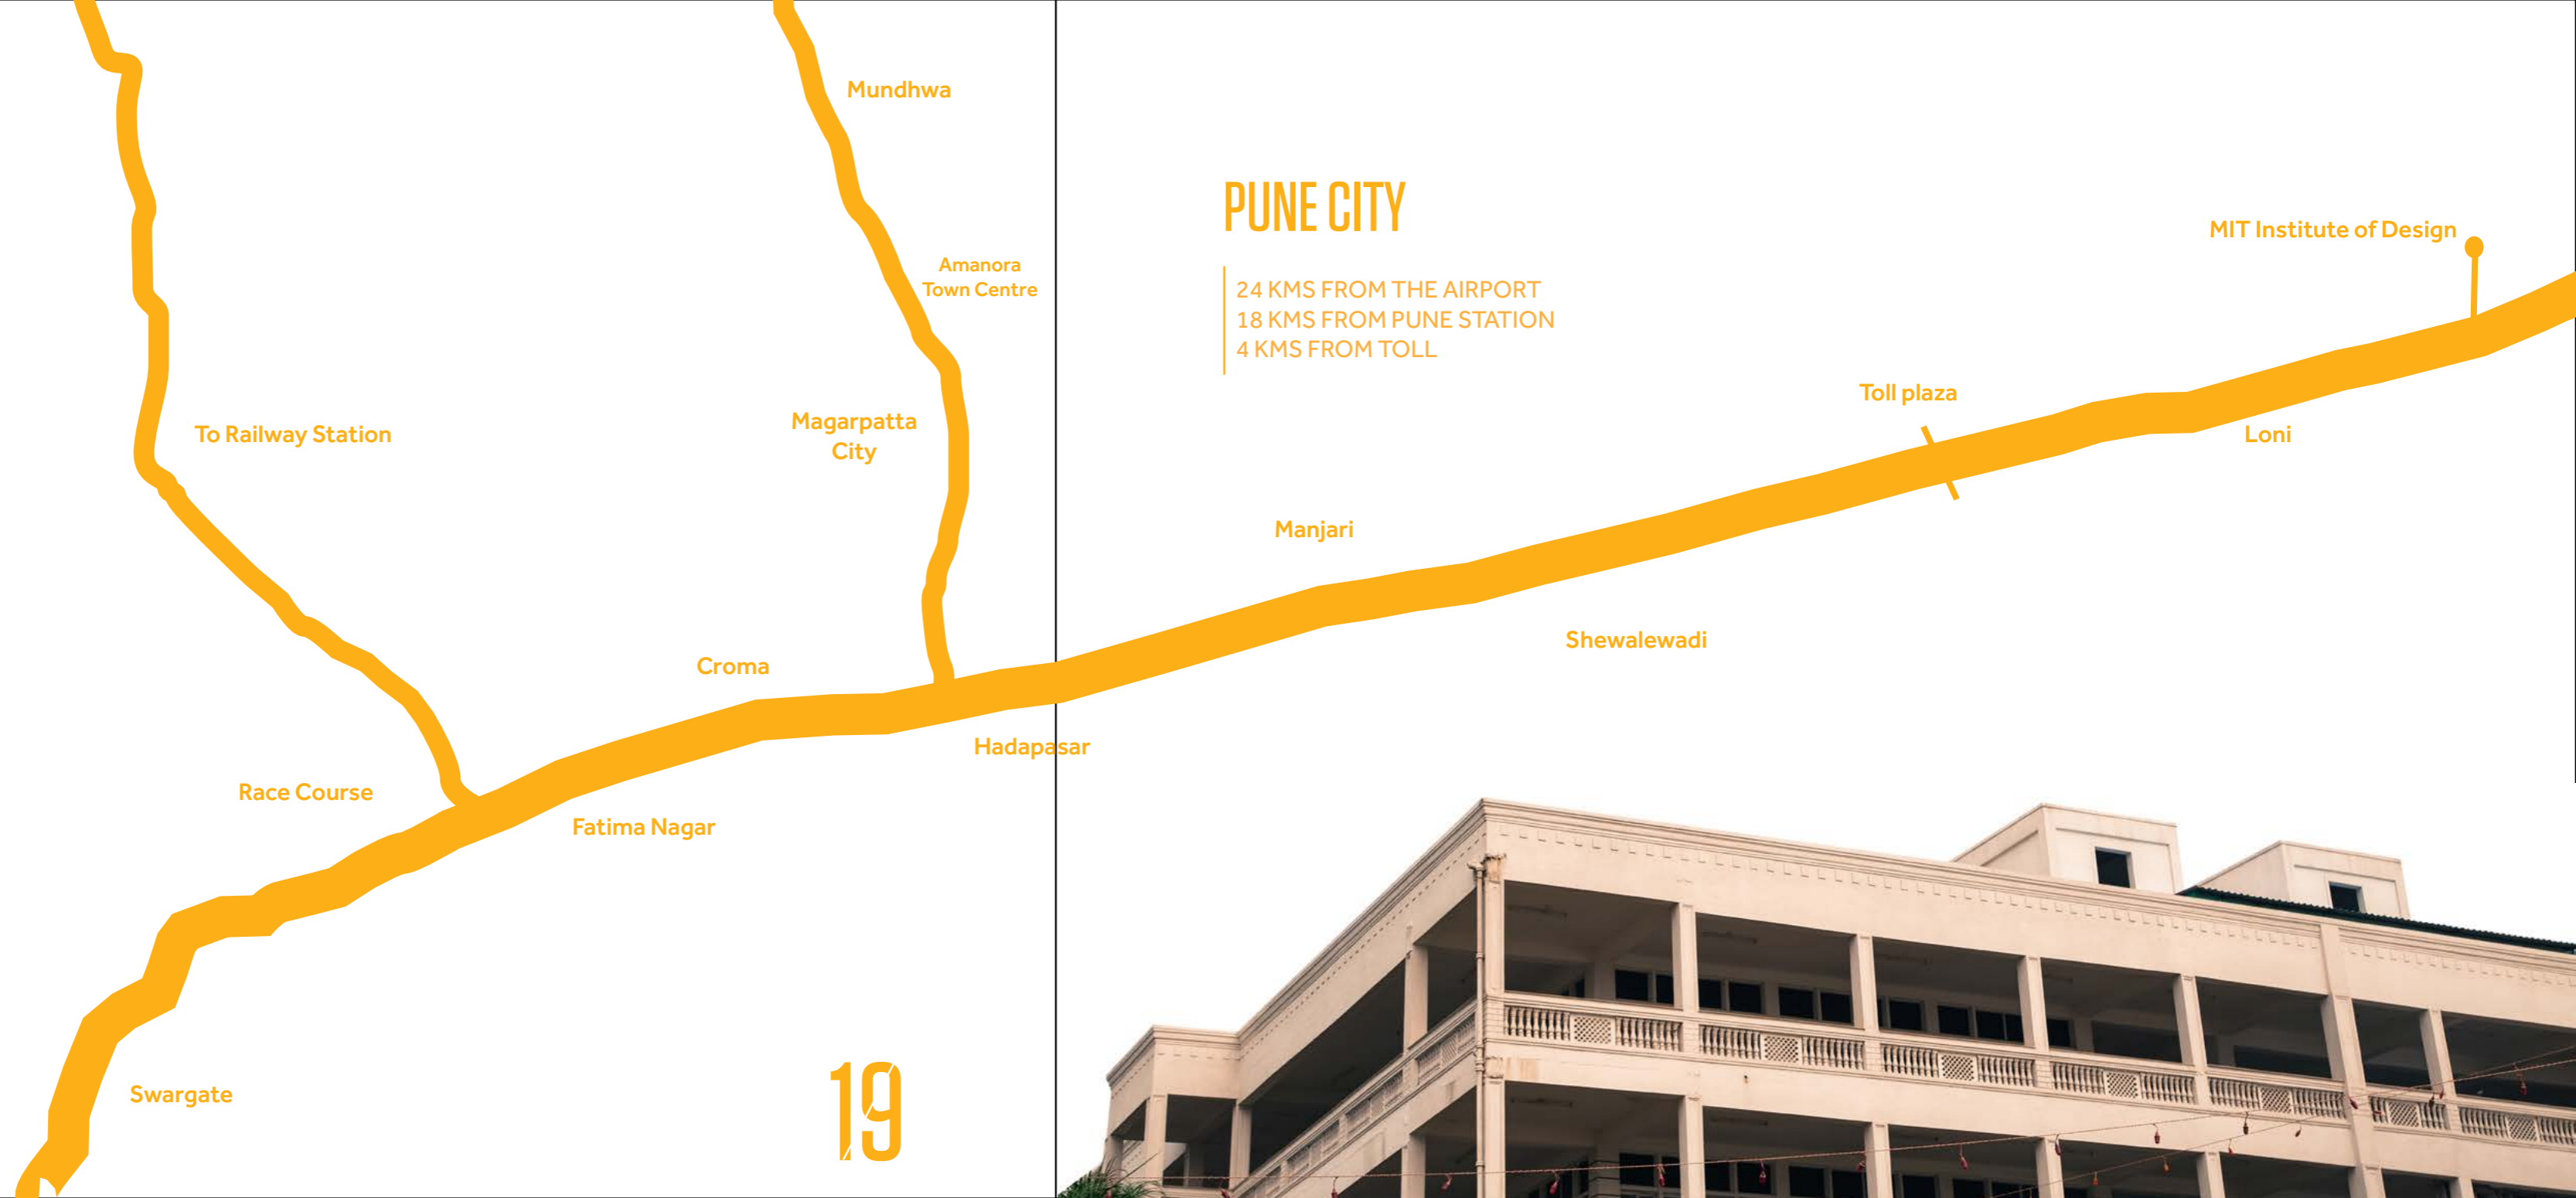 Mundhwa
Amanora
Town Centre
Magarpatta
City
To Railway Station
Croma
Hadapasar
Race Course
Fatima Nagar
Swargate
19
PUNE CITY
24 KMS FROM THE AIRPORT
18 KMS FROM PUNE STATION
4 KMS FROM TOLL
MIT Institute of Design
Toll plaza
Loni
Manjari
Shewalewadi